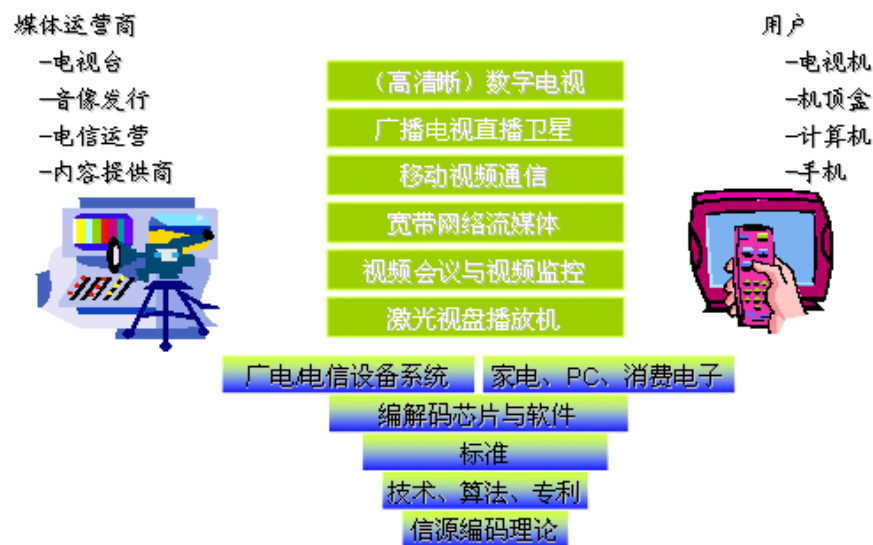 媒体运营商
-电视台
-音像发行
-电信运营
-内容提供商
（高清晰）数字电视
广播电视直播卫星
移动视频通信
宽带网络流媒体
视频会议与视频监控
激光视盘播放机
用户
-电视机
-机顶盒
-计算机
-手机
广电/电信设备系统
家电、PC、消费电子
编解码芯片与软件
标准
技术、算法、专利
信源编码理论